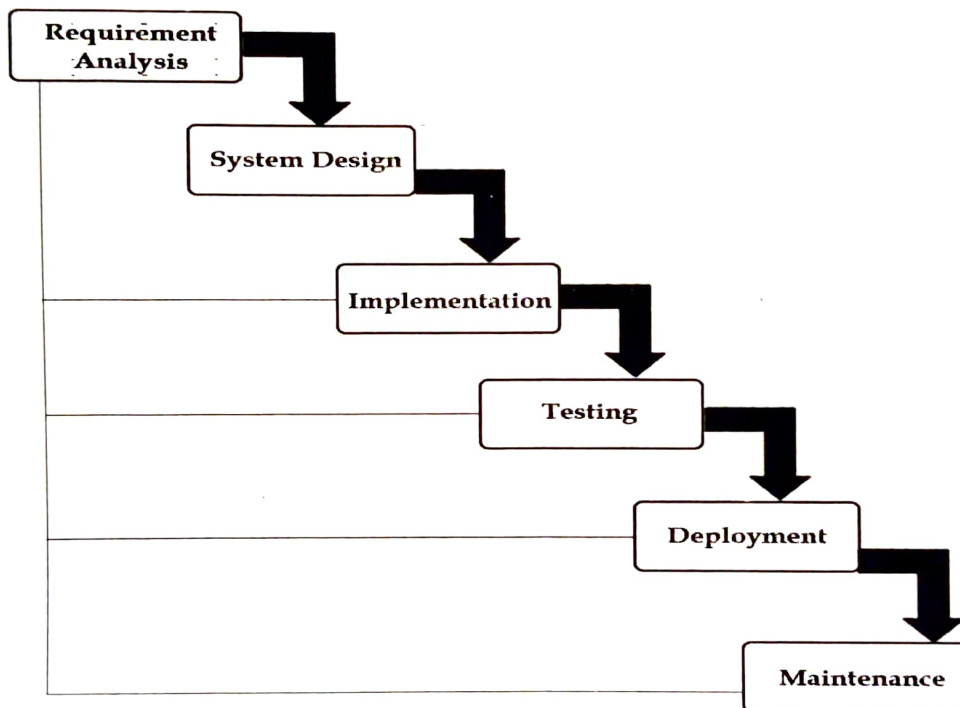 Requirement
Analysis
System Design
Implementation
Testing
Deployment
Maintenance